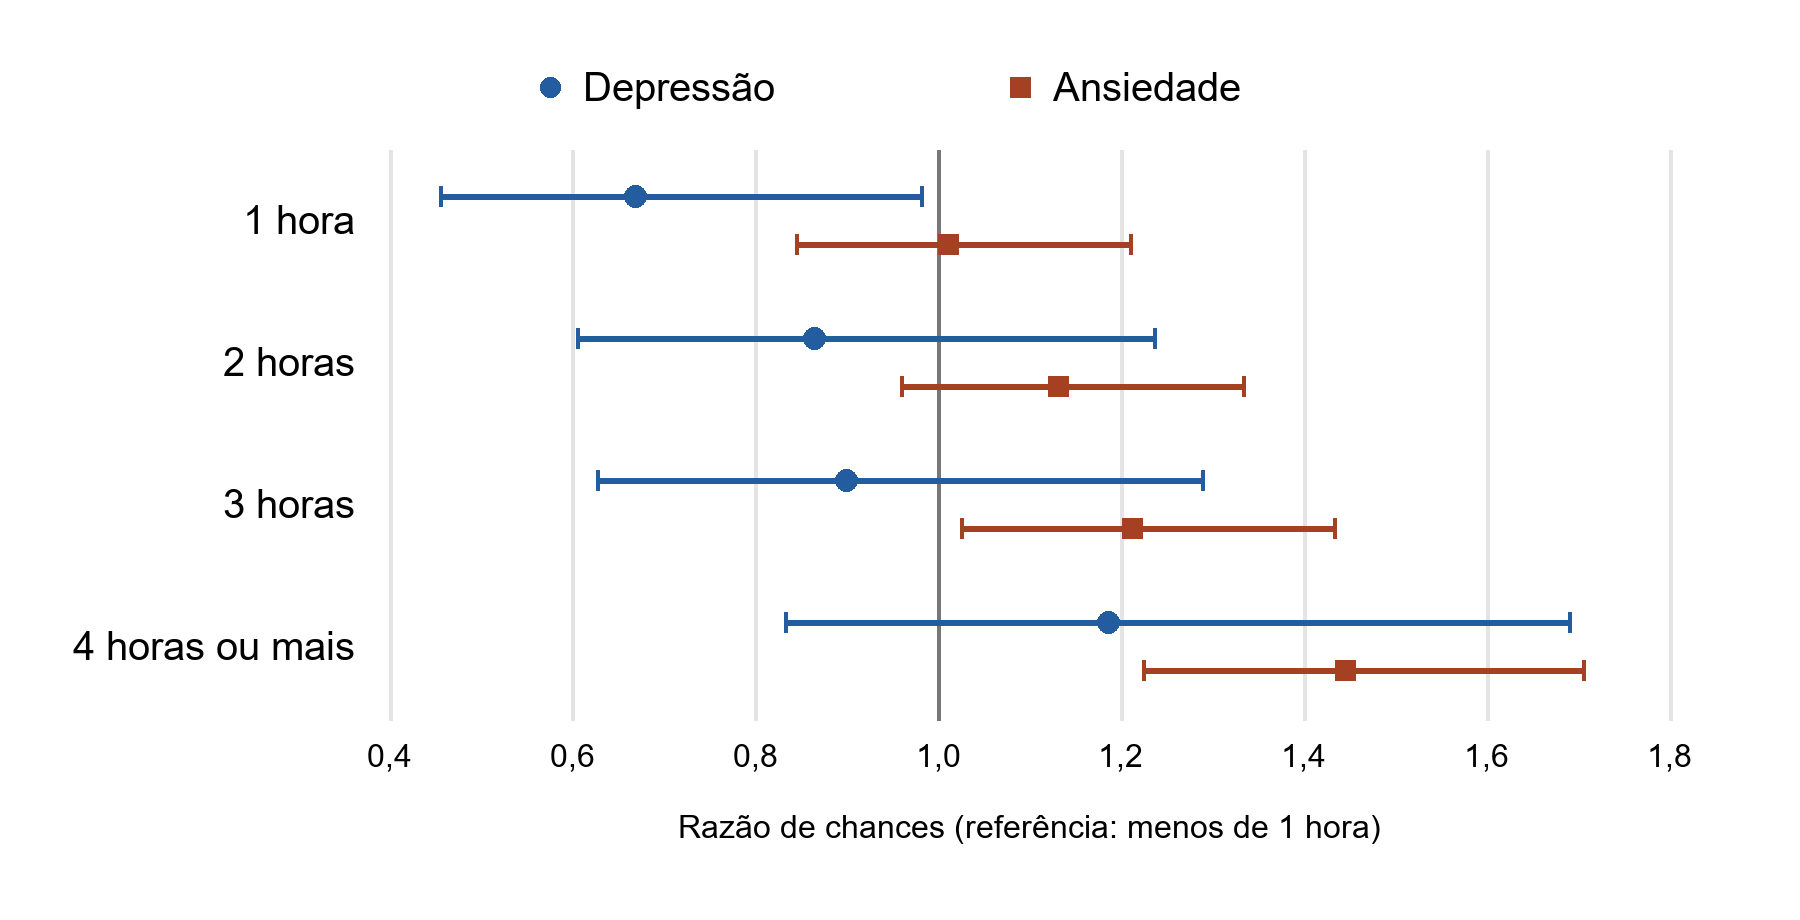 Depressão
Ansiedade
1 hora
2 horas
3 horas
4 horas ou mais
0,4 0,6 0,8 1,0 1,2 1,4 1,6 1,8
Razão de chances (referência: menos de 1 hora)